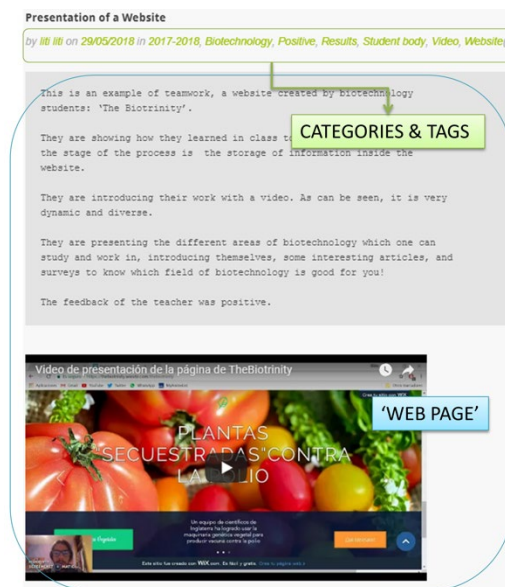 Presentation of a Website
by liti liti on 29/05/2018 in 2017-2018, Biotechnology, Positive, Results, Student body, Video, Website
This is an example of teamwork, a website created by biotechnology
students: 'The Biotrinity'.
CATEGORIES & TAGS
They are showing how they learned in class to
the stage of the process is the storage of information inside the
website.
They are introducing their work with a video. As can be seen, it is very
dynamic and diverse.
They are presenting the different areas of biotechnology which one can
study and work in, introducing themselves, some interesting articles, and
surveys to know which field of biotechnology is good for you!
The feedback of the teacher was positive.
Video de presentación de la página de TheBiotrinity
'WEB PAGE'
PLANTAS
"SECUESTRADAS"CONTRA
LA POLIO
Un equipo de científicos de
Inglaterra ha logrado usar la
maquinaria genética vegetal para
producir vacuna contra la polio
Este sitio fue creado con WIX.com. Es fácil y gratis.